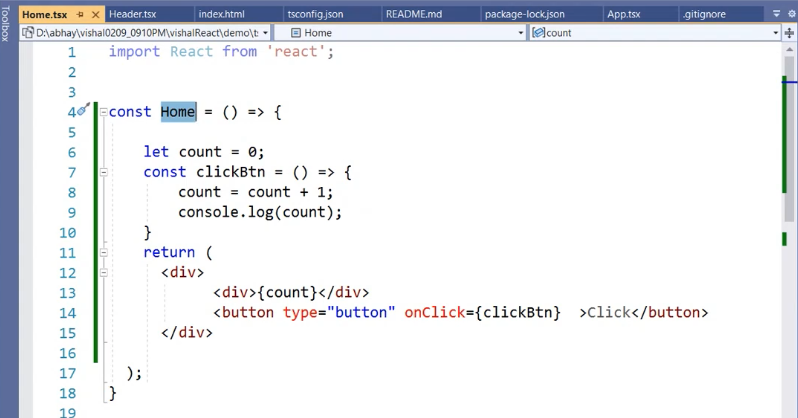 Toolbox
Home.tsx Header.tsx index.html tsconfig.json README.md package-lock.json App.tsx .gitignore
D:\abhay\vishal0209_0910PM\vishalReact\demo\ts Home count
1 import React from 'react';
2
3
4 const Home = () => {
5
6 let count = 0;
7 const clickBtn = () => {
8 count = count + 1;
9 console.log(count);
10 }
11 return (
12 <div>
13 <div>{count}</div>
14 <button type="button" onClick={clickBtn} >Click</button>
15 </div>
16
17 );
18 }
19